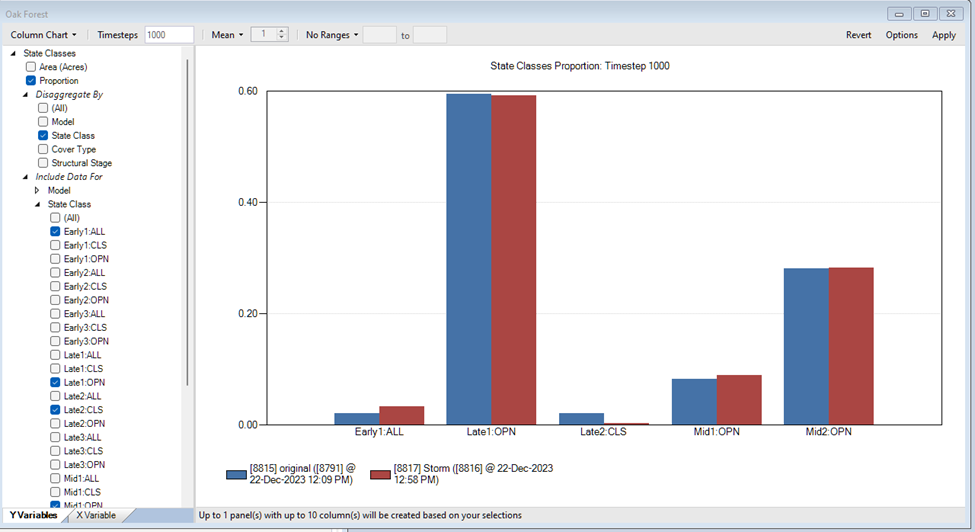 Oak Forest
Column Chart Timesteps 1000 Mean 1 No Ranges to Revert Options Apply
State Classes
Area (Acres)
Proportion
Disaggregate By
(All)
Model
State Class
Cover Type
Structural Stage
Include Data For
Model
State Class
(All)
Early1:ALL
Early1:CLS
Early1:OPN
Early2:ALL
Early2:CLS
Early2:OPN
Early3:ALL
Early3:CLS
Early3:OPN
Late1:ALL
Late1:CLS
Late1:OPN
Late2:ALL
Late2:CLS
Late2:OPN
Late3:ALL
Late3:CLS
Late3:OPN
Mid1:ALL
Mid1:CLS
Mid1:OPN
Y Variables X Variable
State Classes Proportion: Timestep 1000
0.60
0.40
0.20
0.00
Early1:ALL Late1:OPN Late2:CLS Mid1:OPN Mid2:OPN
[8815] original ([8791] @
22-Dec-2023 12:09 PM)
[8817] Storm ([8816] @ 22-Dec-2023
12:58 PM)
Up to 1 panel(s) with up to 10 column(s) will be created based on your selections